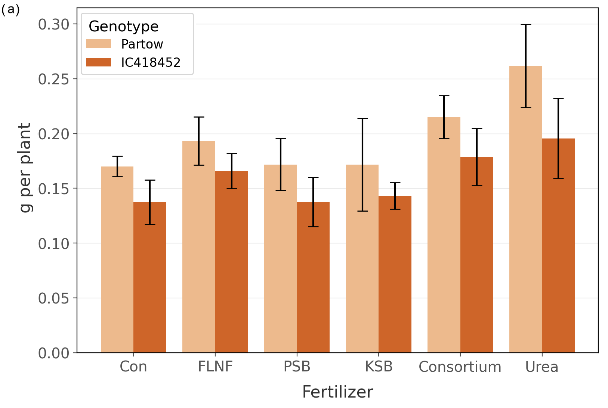 (a)
Genotype
Partow
IC418452
g per plant
0.30
0.25
0.20
0.15
0.10
0.05
0.00
Con FLNF PSB KSB Consortium Urea
Fertilizer